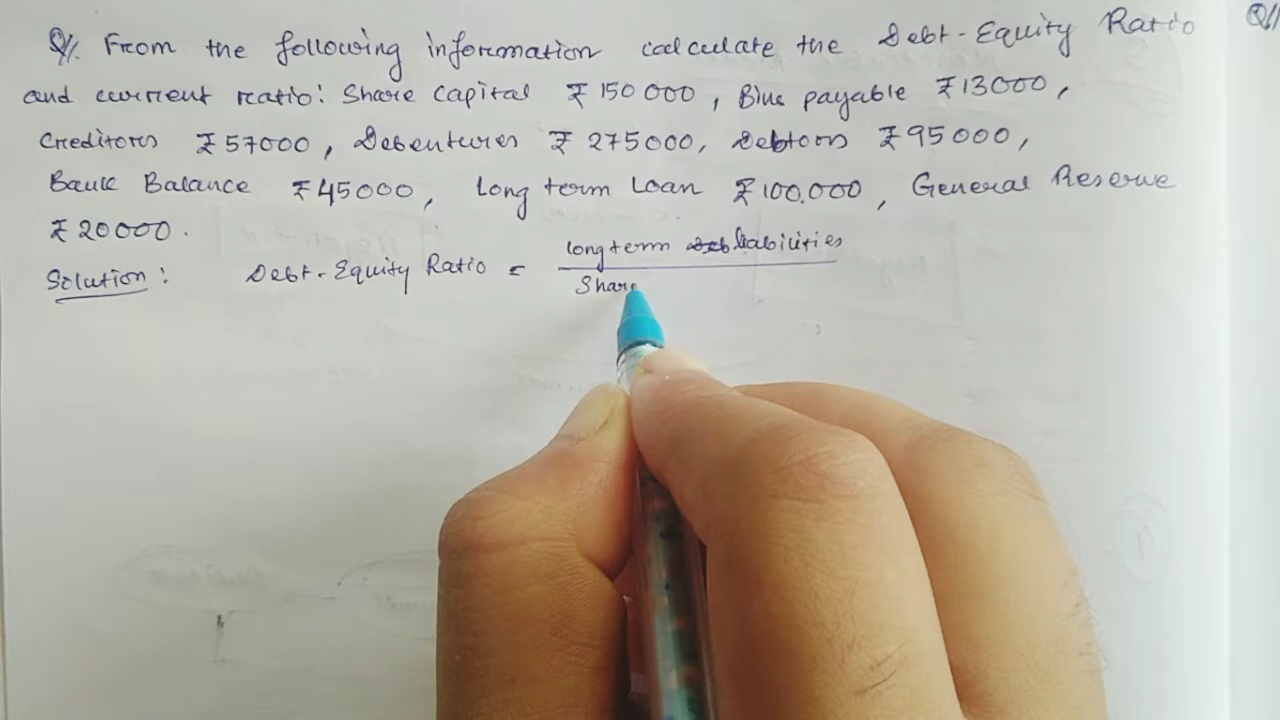 Q/. From the following information calculate the Debt-Equity Ratio Q//
and current ratio: Share Capital ₹150000, Bills payable ₹13000,
Creditors ₹57000, Debentures ₹275000, Debtors ₹95000,
Bank Balance ₹45000, Long term Loan ₹100,000, General Reserve
₹20000.
Solution: Debt-Equity Ratio = long term liabilities
Share